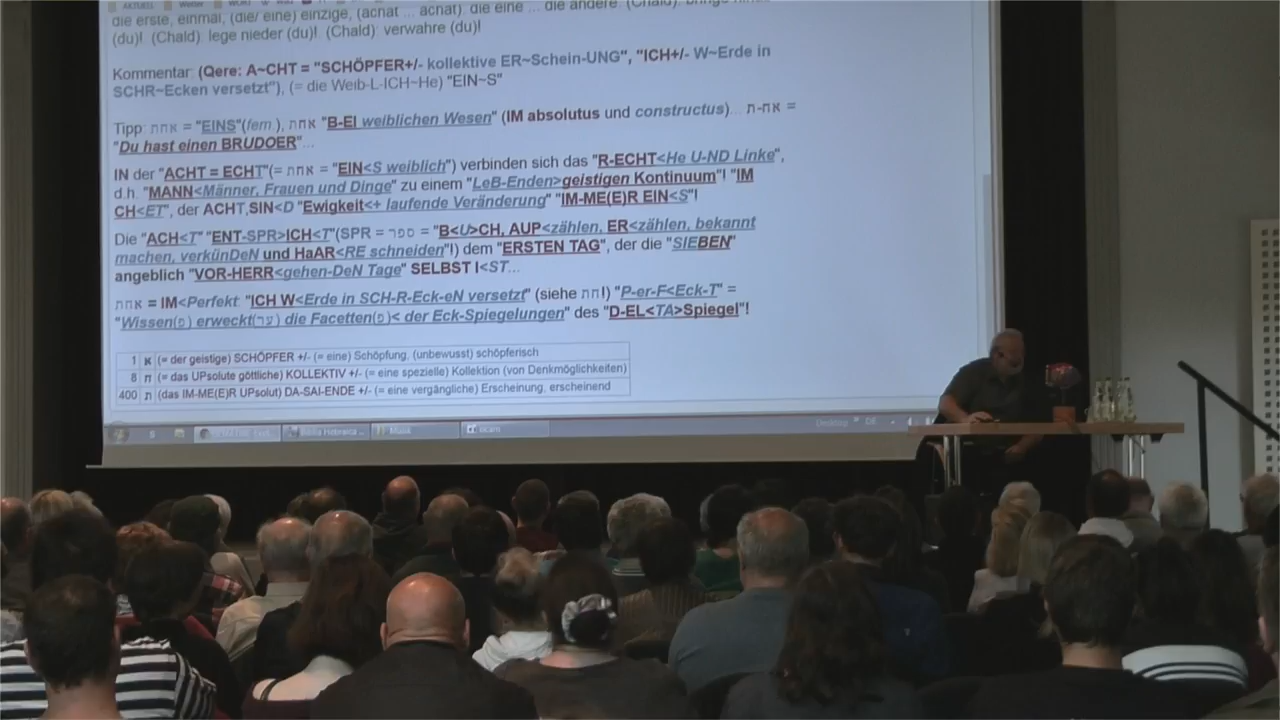 AKTUELL Wetter WORT
die erste, einmal; (die/ eine) einzige, (achat ... achat): die eine ... die andere. (Chald):
(du)!. (Chald): lege nieder (du)!. (Chald): verwahre (du)!
Kommentar: (Qere: A~CHT = "SCHÖPFER+/- kollektive ER~Schein-UNG", "ICH+/- W~Erde in
SCHR~Ecken versetzt"), (= die Weib-L-ICH~He) "EIN~S"
Tipp: אחת = "EINS"(fem.), אחת "B-EI weiblichen Wesen" (IM absolutus und constructus)... אח-ת =
"Du hast einen BRUDOER"...
IN der "ACHT = ECHT"(= אחת = "EIN<S weiblich") verbinden sich das "R-ECHT<He U-ND Linke",
d.h. "MANN<Männer, Frauen und Dinge" zu einem "LeB-Enden>geistigen Kontinuum"! "IM
CH<ET", der ACHT,SIN<D "Ewigkeit<+ laufende Veränderung" "IM-ME(E)R EIN<S"!
Die "ACH<T" "ENT-SPR>ICH<T"(SPR = ספר = "B<U>CH, AUP<zählen, ER<zählen, bekannt
machen, verkünDeN und HaAR<RE schneiden"!) dem "ERSTEN TAG", der die "SIEBEN"
angeblich "VOR-HERR<gehen-DeN Tage" SELBST I<ST...
אחת = IM<Perfekt: "ICH W<Erde in SCH-R-Eck-eN versetzt" (siehe חתת!) "P-er-F<Eck-T" =
"Wissen(פ) erweckt(ער) die Facetten(פ)< der Eck-Spiegelungen" des "D-EL<TA>Spiegel"!
1 א (= der geistige) SCHÖPFER +/- (= eine) Schöpfung, (unbewusst) schöpferisch
8 ח (= das UPsolute göttliche) KOLLEKTIV +/- (= eine spezielle) Kollektion (von Denkmöglichkeiten)
400 ת (das IM-ME(E)R UPsolut) DA-SAI-ENDE +/- (= eine vergängliche) Erscheinung, erscheinend
Desktop DE